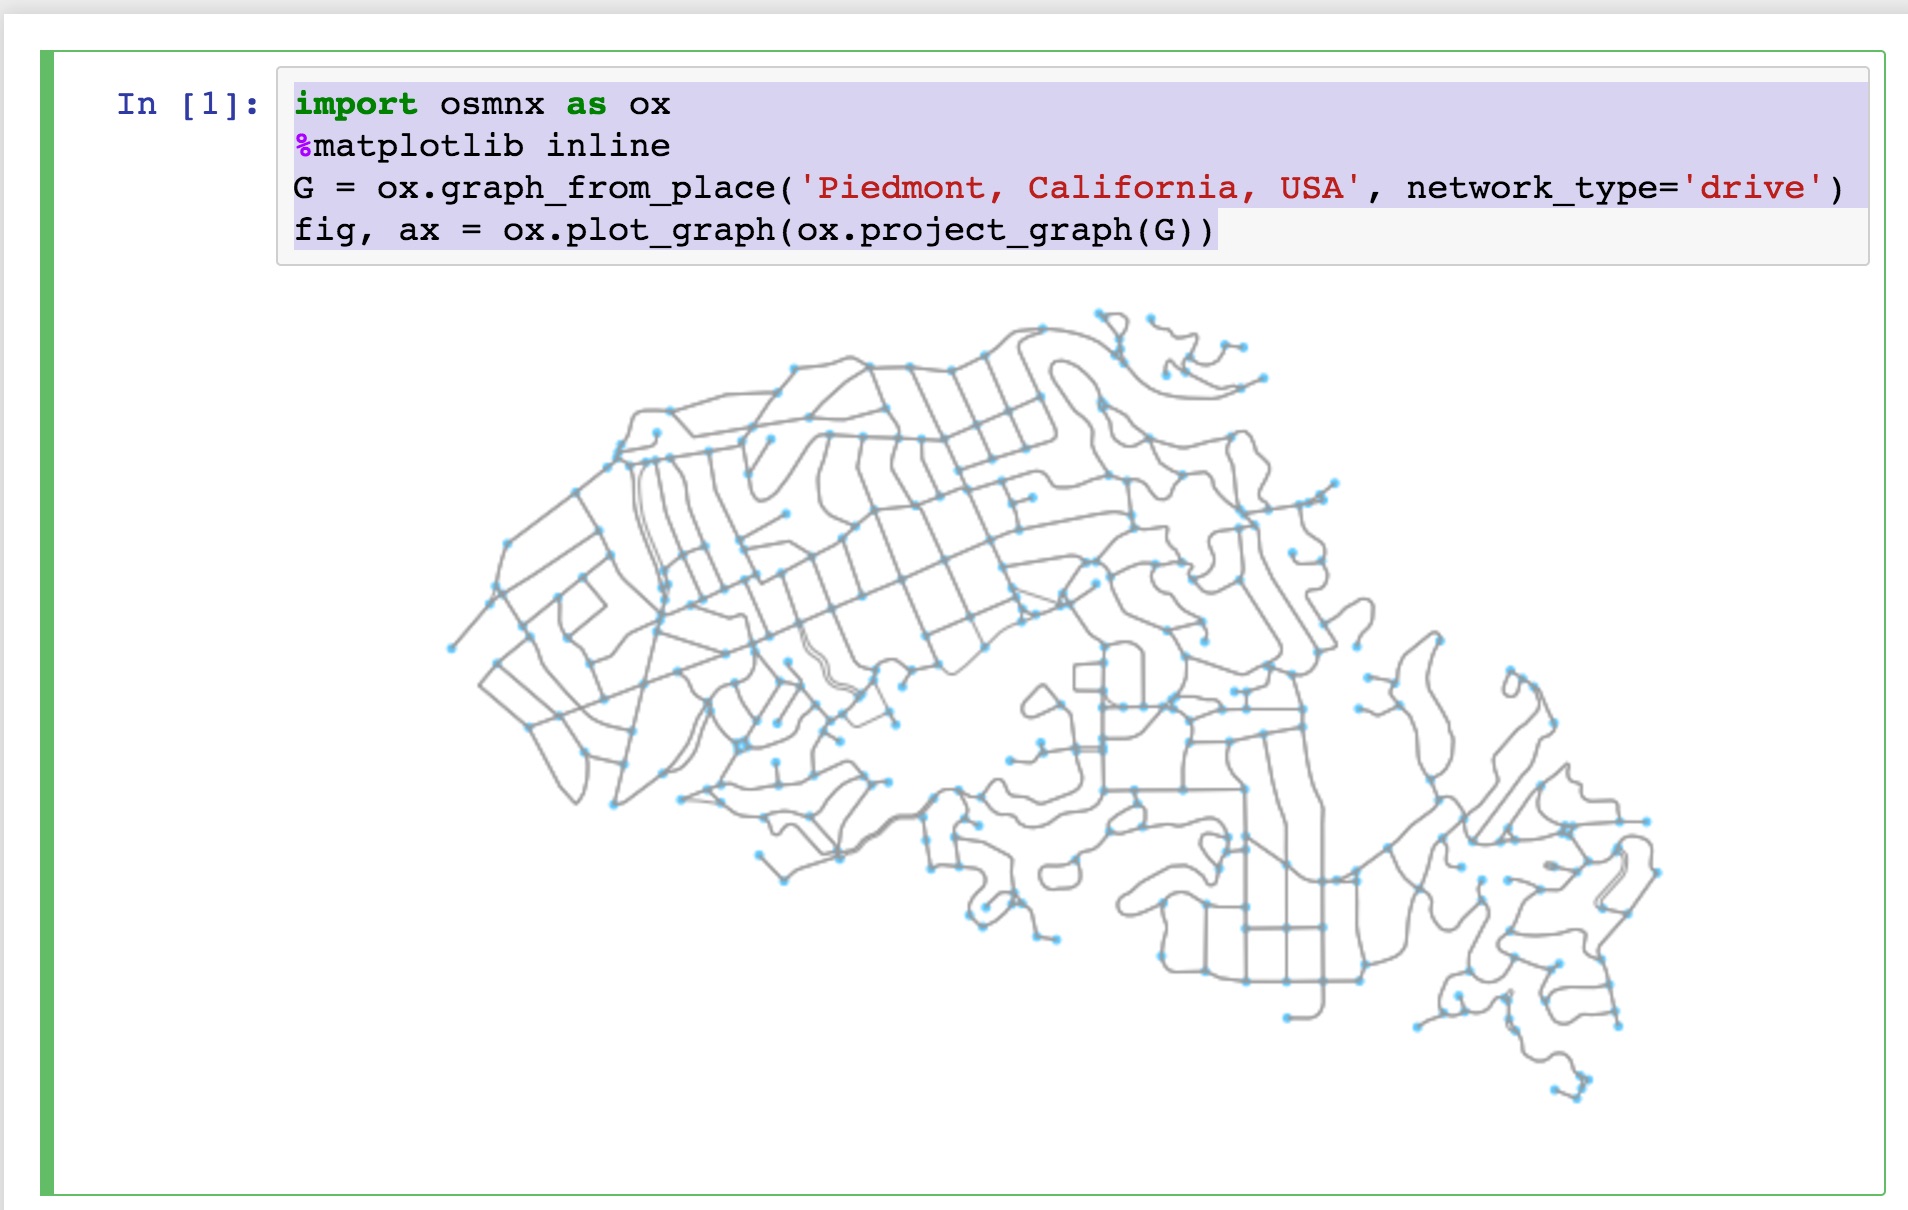 In [1]:
import osmnx as ox
%matplotlib inline
G = ox.graph_from_place('Piedmont, California, USA', network_type='drive')
fig, ax = ox.plot_graph(ox.project_graph(G))